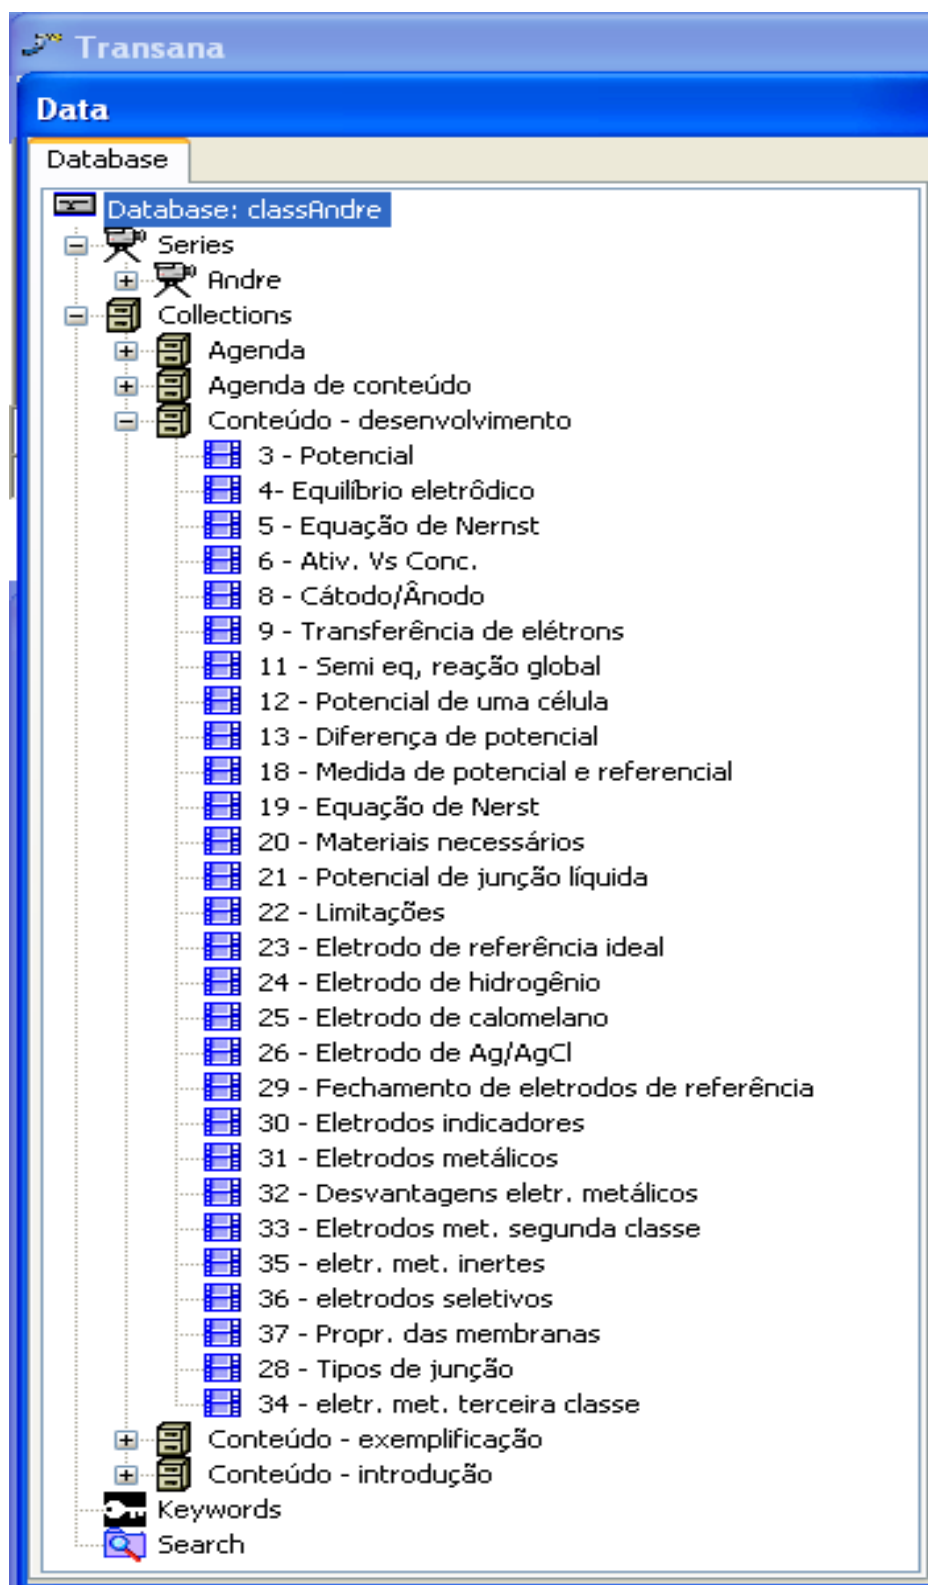 Transana
Data
Database
Database: classAndre
Series
Andre
Collections
Agenda
Agenda de conteúdo
Conteúdo - desenvolvimento
3 - Potencial
4- Equilíbrio eletródico
5 - Equação de Nernst
6 - Ativ. Vs Conc.
8 - Cátodo/Ânodo
9 - Transferência de elétrons
11 - Semi eq, reação global
12 - Potencial de uma célula
13 - Diferença de potencial
18 - Medida de potencial e referencial
19 - Equação de Nerst
20 - Materiais necessários
21 - Potencial de junção líquida
22 - Limitações
23 - Eletrodo de referência ideal
24 - Eletrodo de hidrogênio
25 - Eletrodo de calomelano
26 - Eletrodo de Ag/AgCl
29 - Fechamento de eletrodos de referência
30 - Eletrodos indicadores
31 - Eletrodos metálicos
32 - Desvantagens eletr. metálicos
33 - Eletrodos met. segunda classe
35 - eletr. met. inertes
36 - eletrodos seletivos
37 - Propr. das membranas
28 - Tipos de junção
34 - eletr. met. terceira classe
Conteúdo - exemplificação
Conteúdo - introdução
Keywords
Search